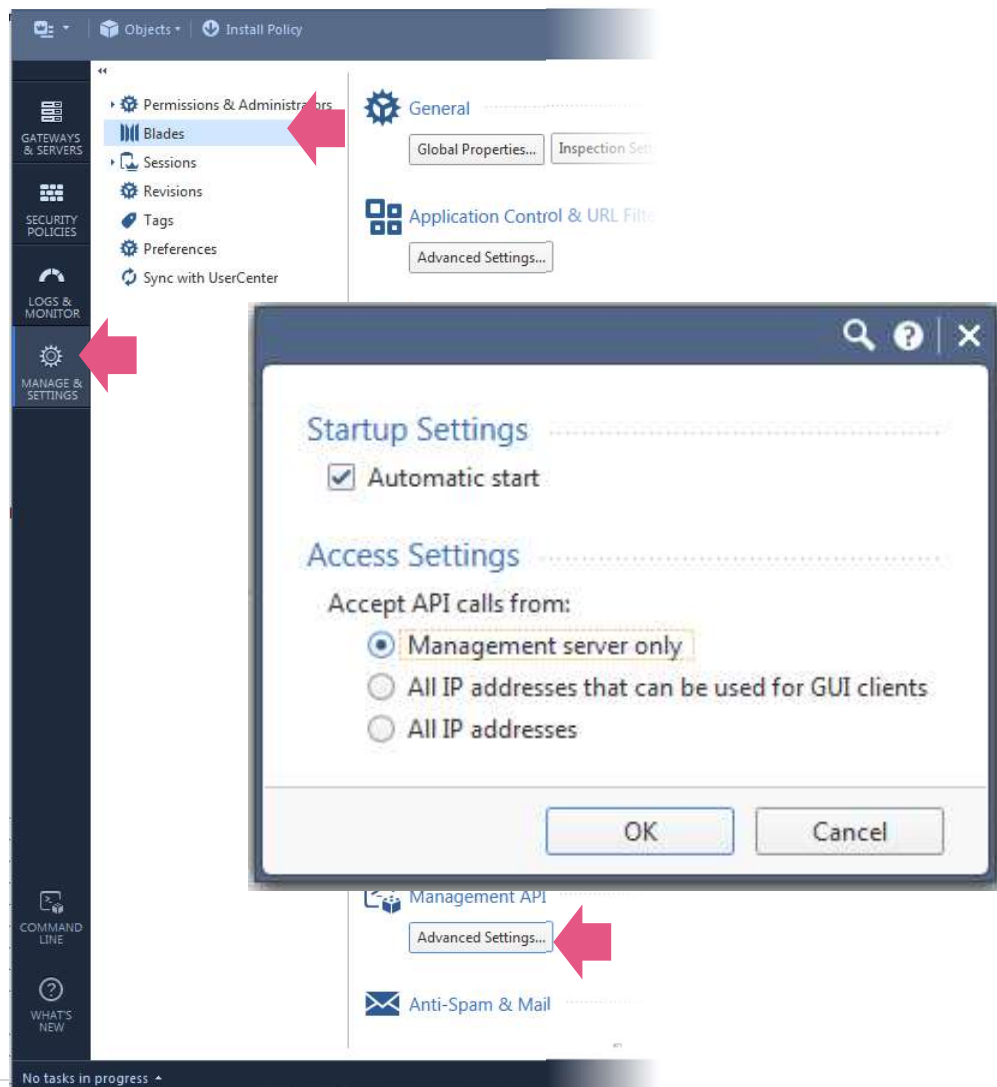 Objects
Install Policy
GATEWAYS
& SERVERS
SECURITY
POLICIES
LOGS &
MONITOR
MANAGE &
SETTINGS
COMMAND
LINE
WHAT'S
NEW
Permissions & Administrators
Blades
Sessions
Revisions
Tags
Preferences
Sync with UserCenter
General
Global Properties...
Inspection
Application Control & URL
Advanced Settings...
Startup Settings
Automatic start
Access Settings
Accept API calls from:
Management server only
All IP addresses that can be used for GUI clients
All IP addresses
OK
Cancel
Management API
Advanced Settings...
Anti-Spam & Mail
No tasks in progress